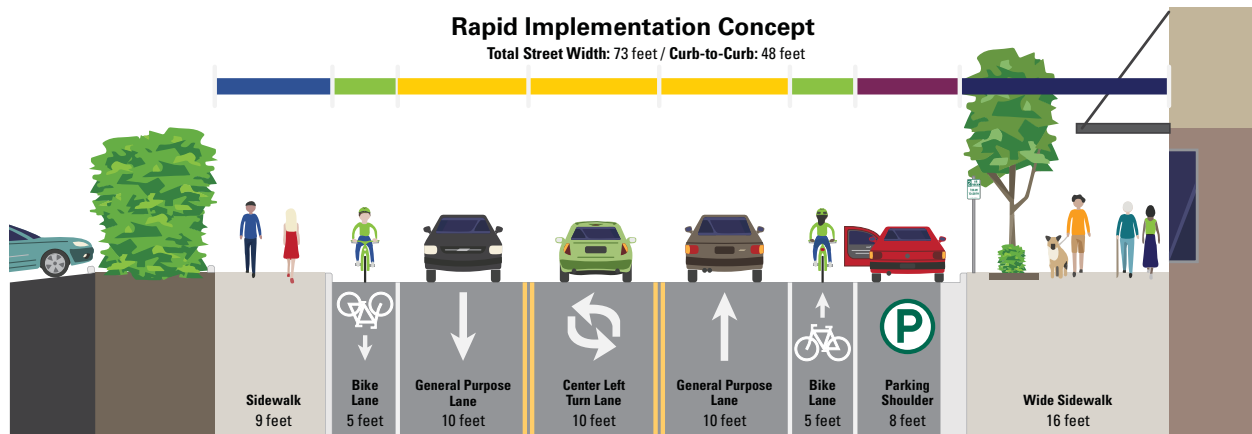 Rapid Implementation Concept
Total Street Width: 73 feet / Curb-to-Curb: 48 feet
Sidewalk
9 feet
Bike
Lane
5 feet
General Purpose
Lane
10 feet
Center Left
Turn Lane
10 feet
General Purpose
Lane
10 feet
Bike
Lane
5 feet
P
Parking
Shoulder
8 feet
Wide Sidewalk
16 feet